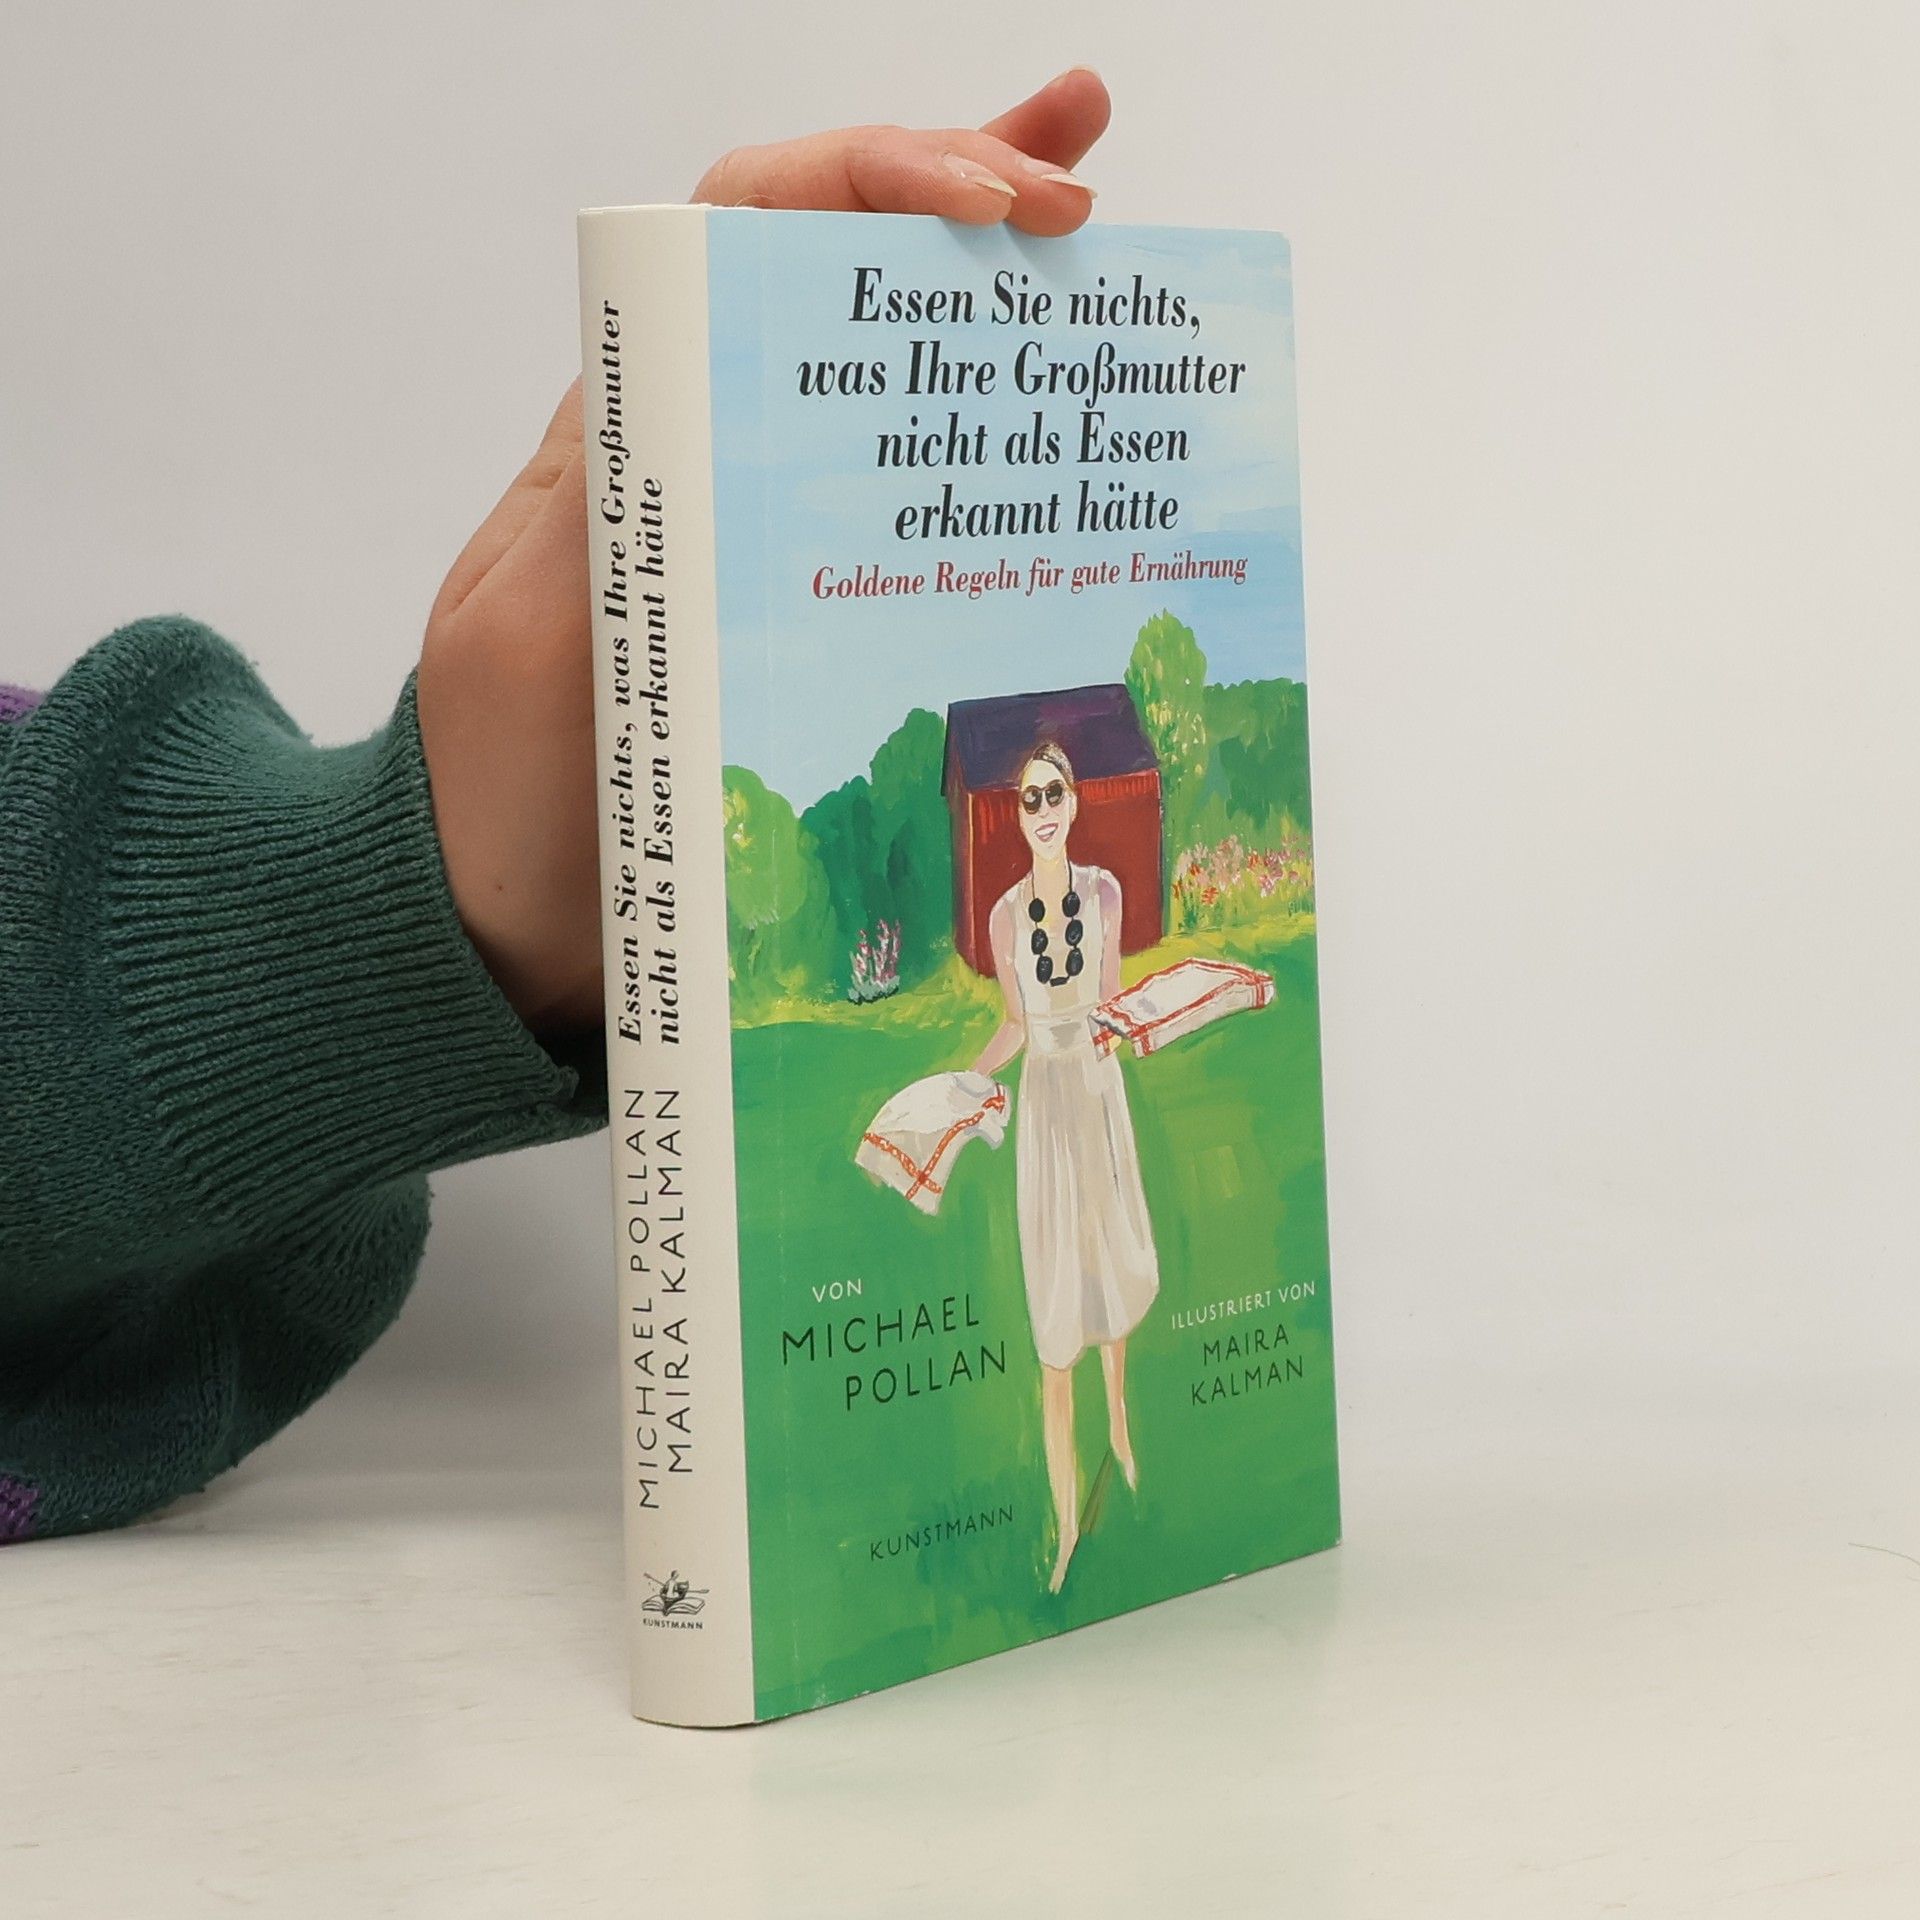 Essen Sie nichts,
was Ihre Großmutter
nicht als Essen
erkannt hätte
Goldene Regeln für gute Ernährung
VON
MICHAEL
POLLAN
ILLUSTRIERT VON
MAIRA
KALMAN
KUNSTMANN
MICHAEL POLLAN Essen Sie nichts, was Ihre Großmutter
MAIRA KALMAN nicht als Essen erkannt hätte
KUNSTMANN